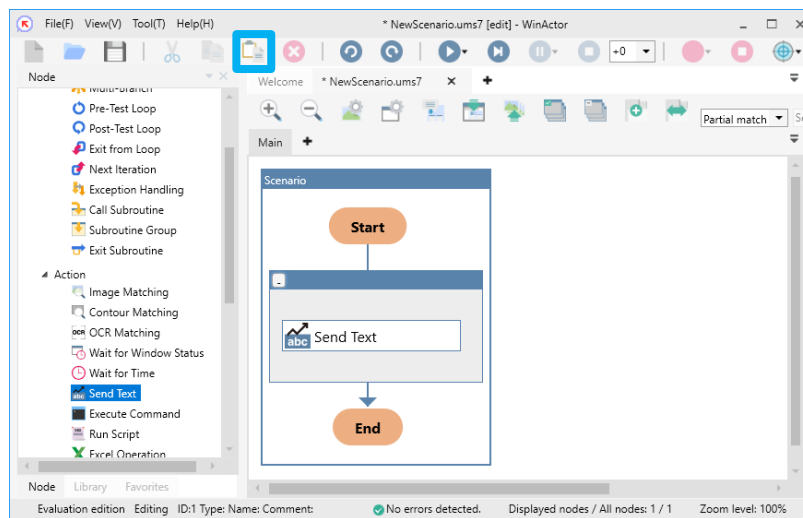 File(F) View(V) Tool(T) Help(H) * NewScenario.ums7 [edit] - WinActor
+0
Node
Welcome * NewScenario.ums7
Multi-Branch
Pre-Test Loop
Post-Test Loop
Exit from Loop
Next Iteration
Exception Handling
Call Subroutine
Subroutine Group
Exit Subroutine
Action
Image Matching
Contour Matching
OCR OCR Matching
Wait for Window Status
Wait for Time
abc Send Text
Execute Command
Run Script
Excel Operation
Node Library Favorites
Partial match
Main
Scenario
Start
-
abc Send Text
End
Evaluation edition Editing ID:1 Type: Name: Comment: No errors detected. Displayed nodes / All nodes: 1 / 1 Zoom level: 100%